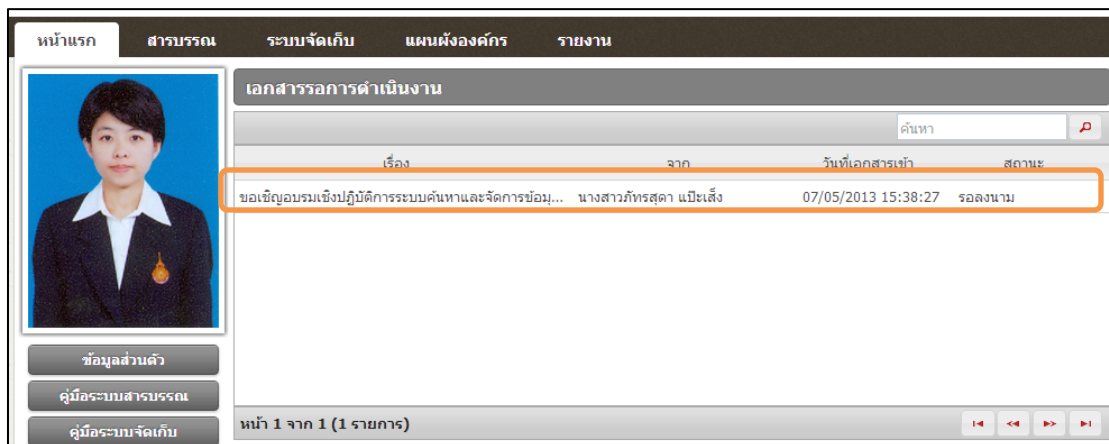 หน้าแรก สารบรรณ ระบบจัดเก็บ แผนผังองค์กร รายงาน
เอกสารรอการดำเนินงาน
ค้นหา
เรื่อง จาก วันที่เอกสารเข้า สถานะ
ขอเชิญอบรมเชิงปฏิบัติการระบบค้นหาและจัดการข้อมู... นางสาวภัทรสุดา แป๊ะเส็ง 07/05/2013 15:38:27 รอลงนาม
ข้อมูลส่วนตัว
คู่มือระบบสารบรรณ
คู่มือระบบจัดเก็บ
หน้า 1 จาก 1 (1 รายการ)